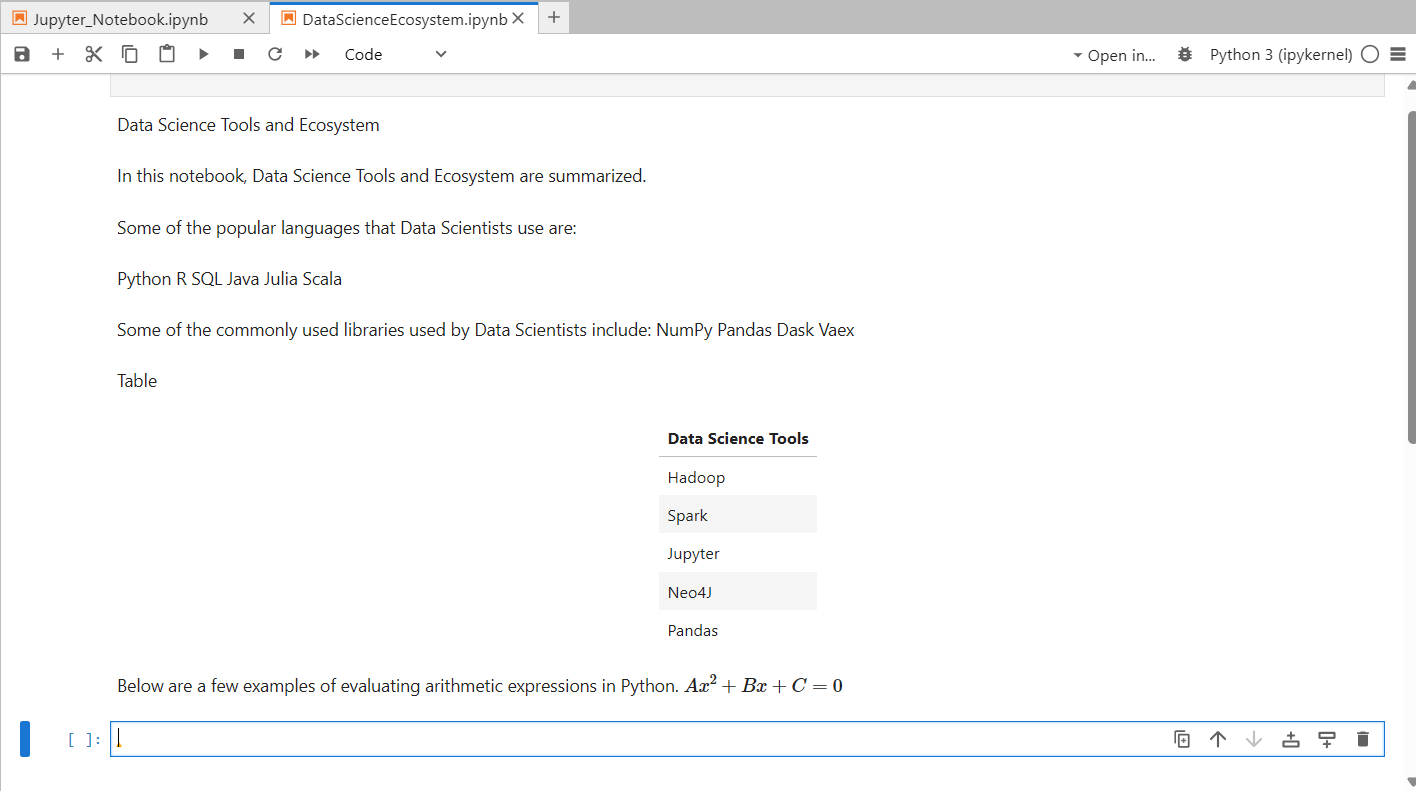 Jupyter_Notebook.ipynb
DataScienceEcosystem.ipynb
Code
Open in...
Python 3 (ipykernel)
Data Science Tools and Ecosystem
In this notebook, Data Science Tools and Ecosystem are summarized.
Some of the popular languages that Data Scientists use are:
Python R SQL Java Julia Scala
Some of the commonly used libraries used by Data Scientists include: NumPy Pandas Dask Vaex
Table
Data Science Tools
Hadoop
Spark
Jupyter
Neo4J
Pandas
Below are a few examples of evaluating arithmetic expressions in Python. Ax² + Bx + C = 0
[ ]: